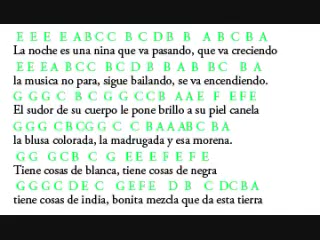 E E E E A B C C B C D B B A B C B A
La noche es una nina que va pasando, que va creciendo
E E E A B C C B C D B B A B B C B A
la musica no para, sigue bailando, se va encendiendo.
G G G C B C G G C C B A A E F E F E
El sudor de su cuerpo le pone brillo a su piel canela
G G G C B C G G C C B A A A B C B A
la blusa colorada, la madrugada y esa morena.
G G G C B C G E E E F E F E
Tiene cosas de blanca, tiene cosas de negra
G G G C D E C G E F E D B C D C B A
tiene cosas de india, bonita mezcla que da esta tierra